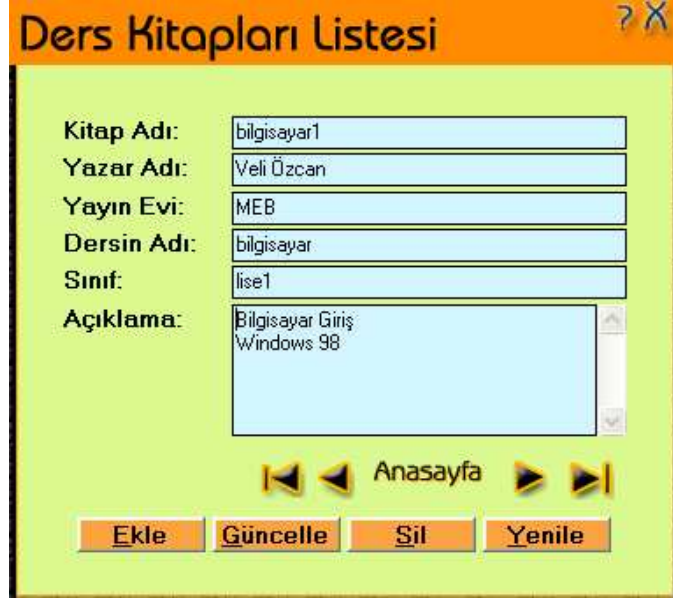 Ders Kitapları Listesi ? X
Kitap Adı: bilgisayar1
Yazar Adı: Veli Özcan
Yayın Evi: MEB
Dersin Adı: bilgisayar
Sınıf: lise1
Açıklama: Bilgisayar Giriş
Windows 98
Anasayfa
Ekle Güncelle Sil Yenile